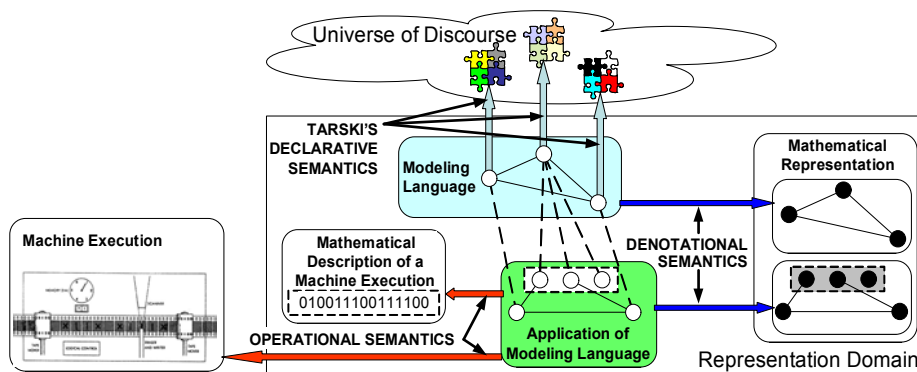 Universe of Discourse
TARSKI'S
DECLARATIVE
SEMANTICS
Modeling
Language
Mathematical
Representation
Machine Execution
Mathematical
Description of a
Machine Execution
010011100111100
DENOTATIONAL
SEMANTICS
OPERATIONAL SEMANTICS
Application of
Modeling Language
Representation Domain